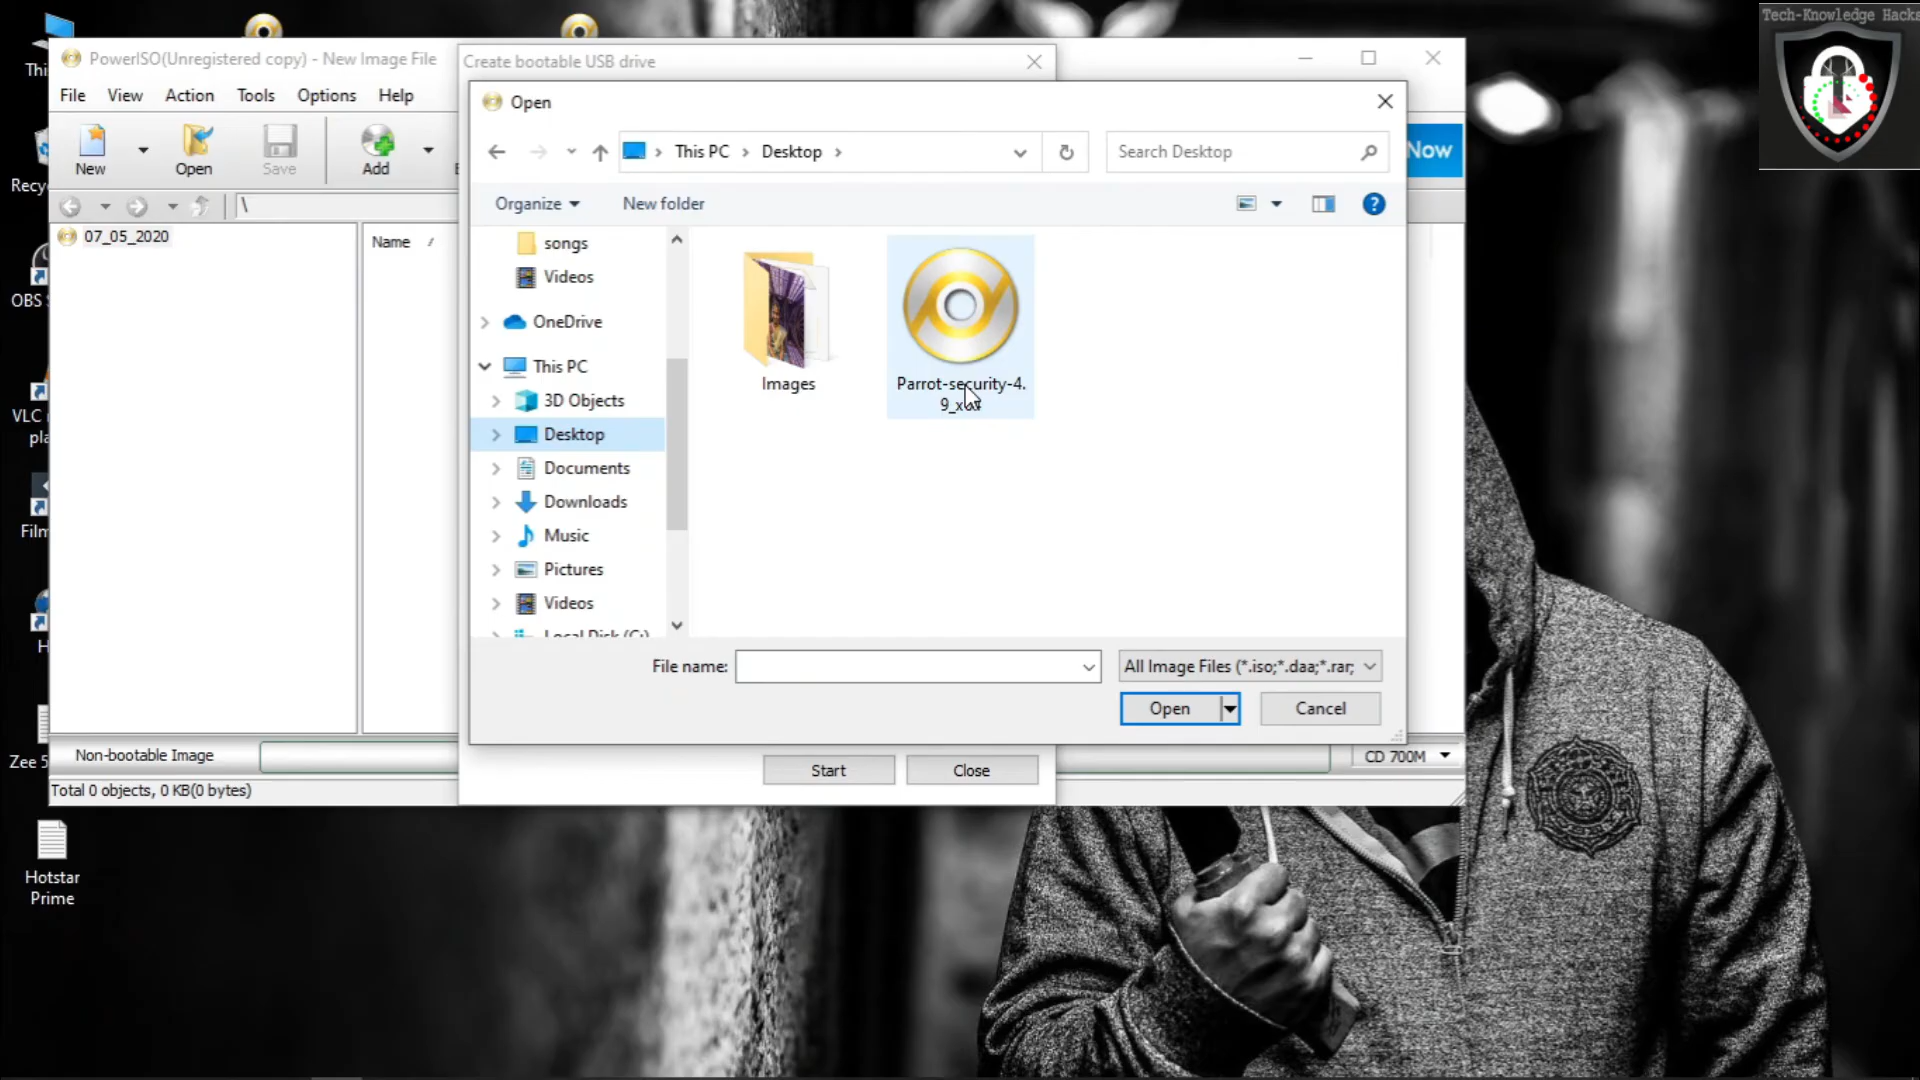 Tech-Knowledge Hacks
PowerISO(Unregistered copy) - New Image File
Create bootable USB drive
File View Action Tools Options Help
Open
New
Open
Save
Add
This PC > Desktop >
Search Desktop
Now
Organize
New folder
\
07_05_2020
Name
songs
Videos
OneDrive
This PC
3D Objects
Desktop
Documents
Downloads
Music
Pictures
Videos
Local Disk (C:)
Images
Parrot-security-4.
File name:
All Image Files (*.iso;*.daa;*.rar;
Open
Cancel
Non-bootable Image
Start
Close
CD 700M
Total 0 objects, 0 KB(0 bytes)
OBS
VLC
Zee 5
Hotstar
Prime